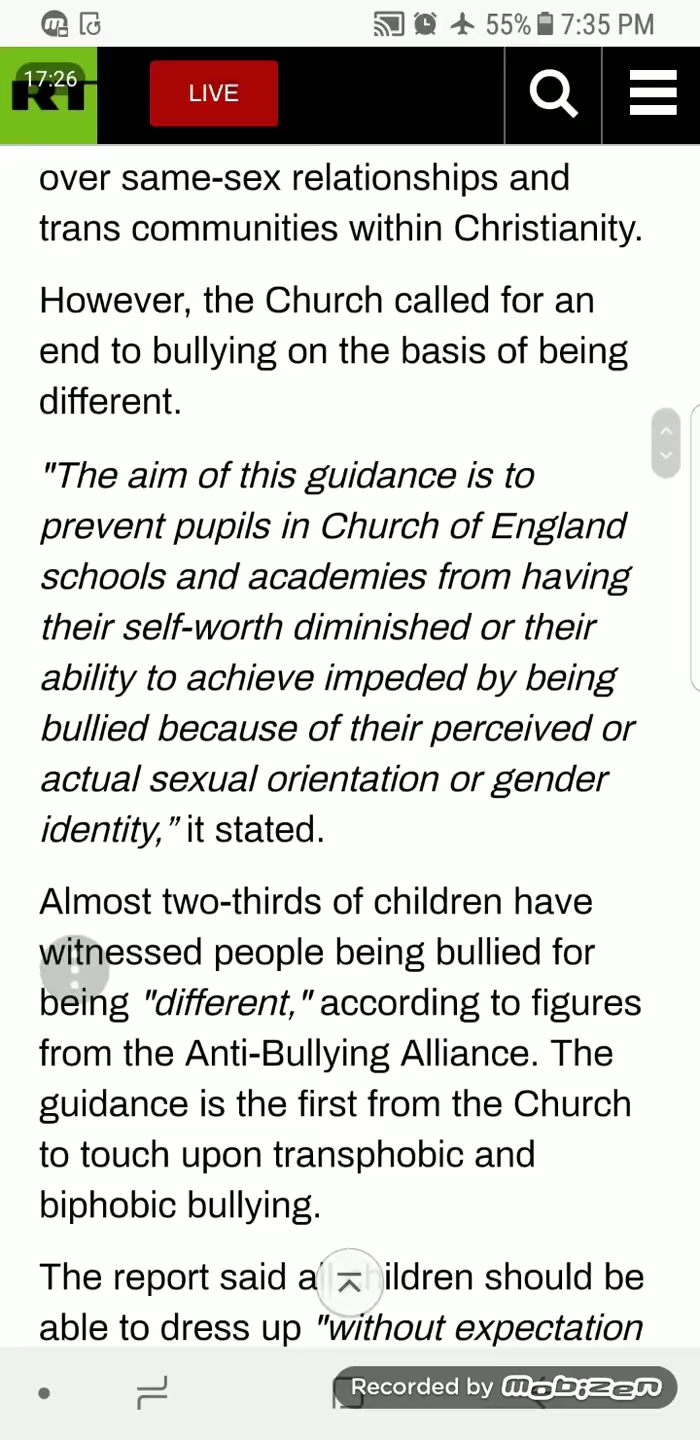 55% 7:35 PM
17:26
RT
LIVE
over same-sex relationships and
trans communities within Christianity.
However, the Church called for an
end to bullying on the basis of being
different.
"The aim of this guidance is to
prevent pupils in Church of England
schools and academies from having
their self-worth diminished or their
ability to achieve impeded by being
bullied because of their perceived or
actual sexual orientation or gender
identity," it stated.
Almost two-thirds of children have
witnessed people being bullied for
being "different," according to figures
from the Anti-Bullying Alliance. The
guidance is the first from the Church
to touch upon transphobic and
biphobic bullying.
The report said a ildren should be
able to dress up "without expectation
Recorded by mobizen